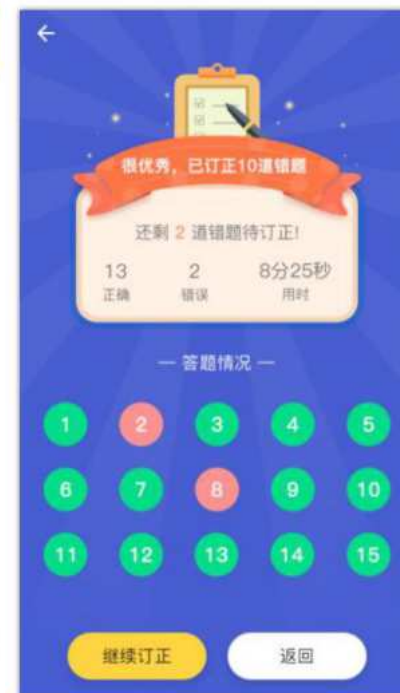 很优秀，已订正10道错题
还剩 2 道错题待订正!
13 2 8分25秒
正确 错误 用时
— 答题情况 —
1 2 3 4 5
6 7 8 9 10
11 12 13 14 15
继续订正 返回